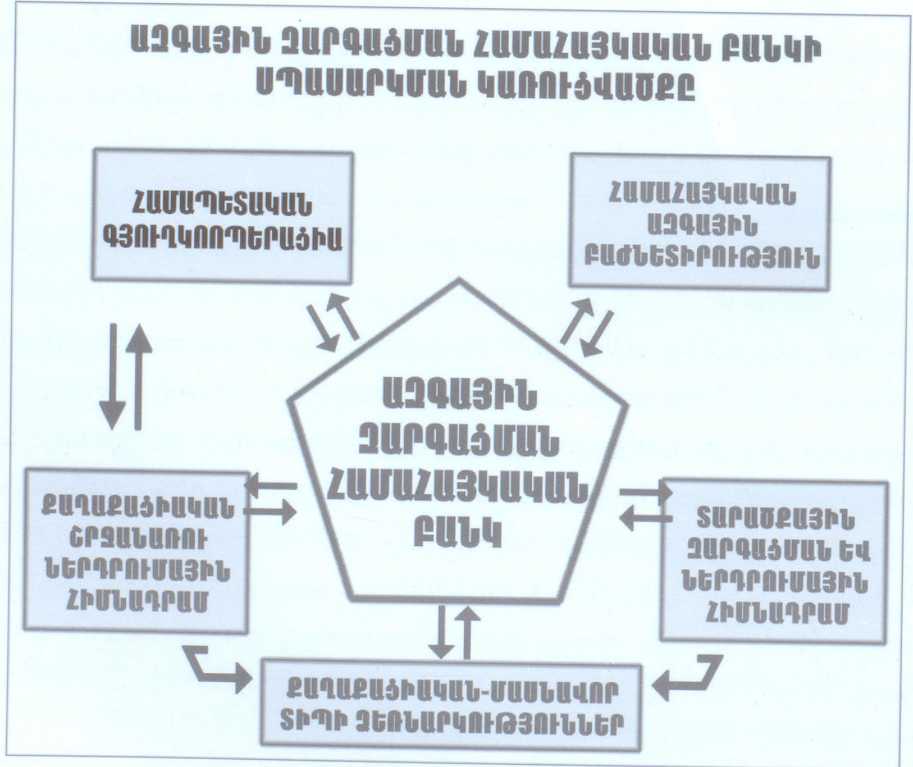 ԱԶԳԱՅԻՆ ԶԱՐԳԱՑՄԱՆ ՀԱՄԱՀԱՅԿԱԿԱՆ ԲԱՆԿԻ
ՍՊԱՍԱՐԿՄԱՆ ԿԱՌՈՒՑՎԱԾՔԸ
ՀԱՄԱՊԵՏԱԿԱՆ
ԳՅՈՒՂԿՈՈՊԵՐԱՑԻԱ
ՀԱՄԱՀԱՅԿԱԿԱՆ
ԱԶԳԱՅԻՆ
ԲԱԺՆԵՏԻՐՈՒԹՅՈՒՆ
ԱԶԳԱՅԻՆ
ԶԱՐԳԱՑՄԱՆ
ՀԱՄԱՀԱՅԿԱԿԱՆ
ԲԱՆԿ
ՔԱՂԱՔԱՑԻԱԿԱՆ
ՇՐՋԱՆԱՌՈՒ
ՆԵՐԴՐՈՒՄԱՅԻՆ
ՀԻՄՆԱԴՐԱՄ
ՏԱՐԱԾՔԱՅԻՆ
ԶԱՐԳԱՑՄԱՆ ԵՎ
ՆԵՐԴՐՈՒՄԱՅԻՆ
ՀԻՄՆԱԴՐԱՄ
ՔԱՂԱՔԱՑԻԱԿԱՆ-ՄԱՍՆԱՎՈՐ
ՏԻՊԻ ՁԵՌՆԱՐԿՈՒԹՅՈՒՆՆԵՐ